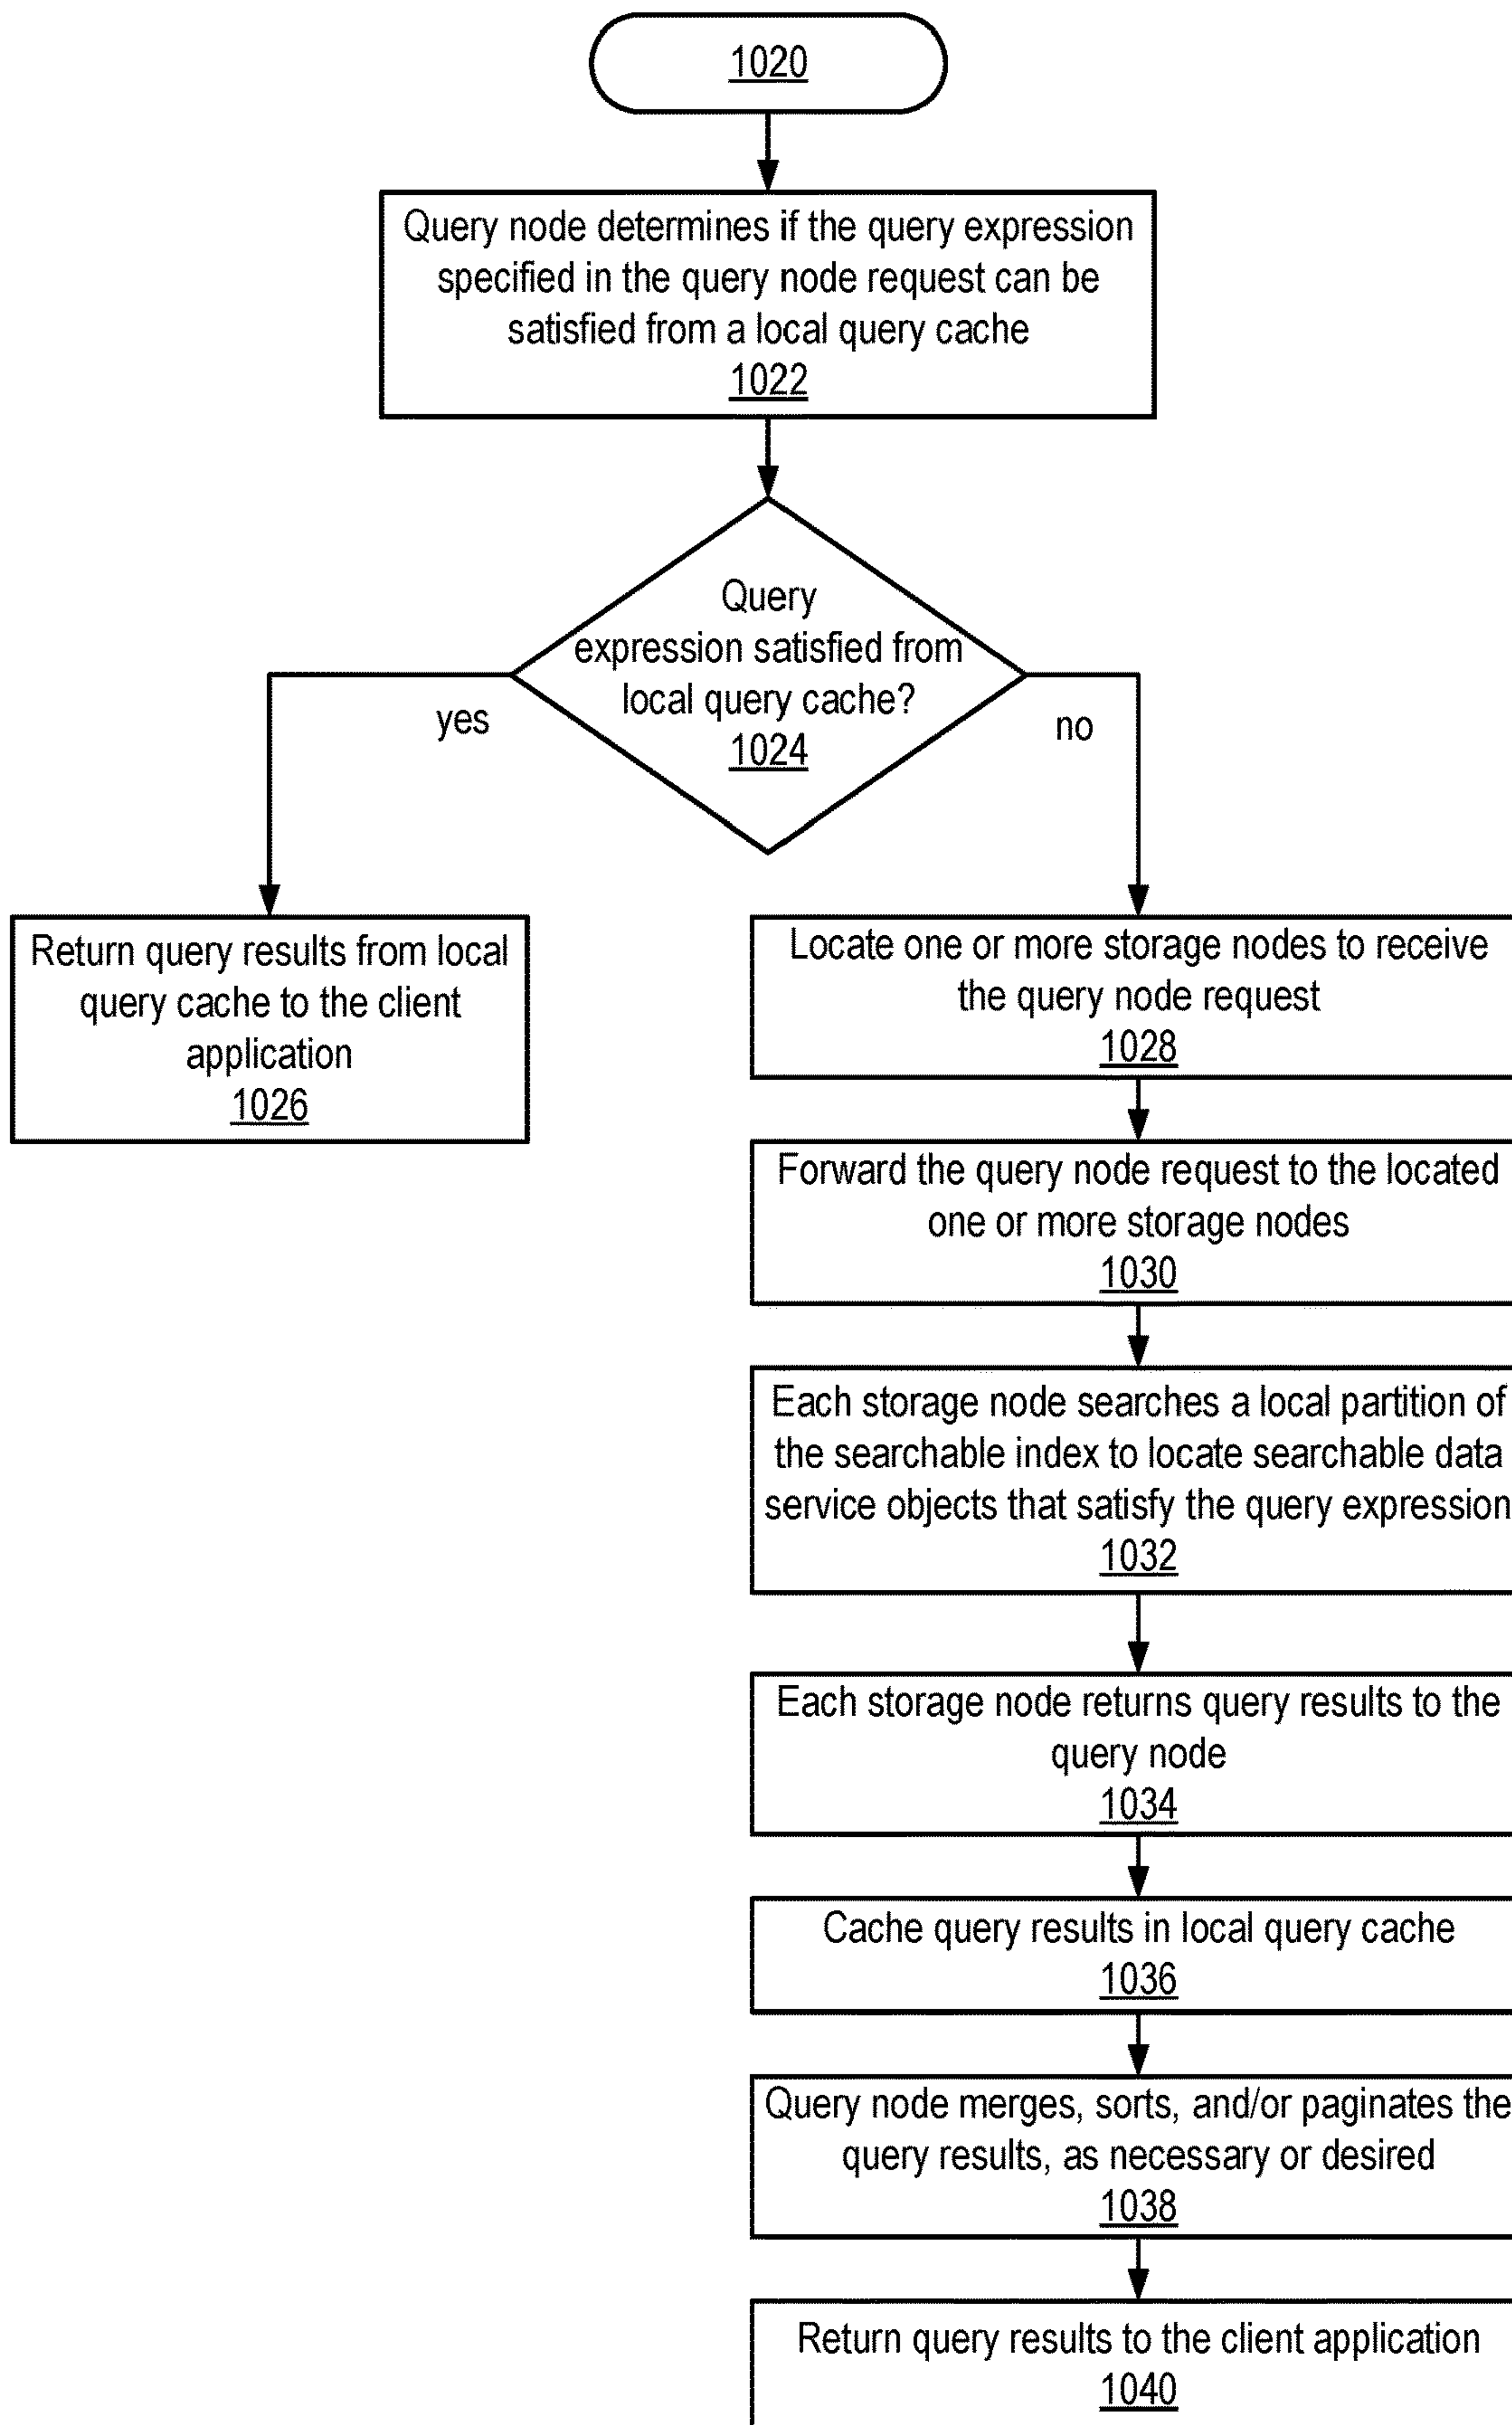 1020
Query node determines if the query expression
specified in the query node request can be
satisfied from a local query cache
1022
Query
expression satisfied from
local query cache?
1024
yes
no
Return query results from local
query cache to the client
application
1026
Locate one or more storage nodes to receive
the query node request
1028
Forward the query node request to the located
one or more storage nodes
1030
Each storage node searches a local partition of
the searchable index to locate searchable data
service objects that satisfy the query expression
1032
Each storage node returns query results to the
query node
1034
Cache query results in local query cache
1036
Query node merges, sorts, and/or paginates the
query results, as necessary or desired
1038
Return query results to the client application
1040